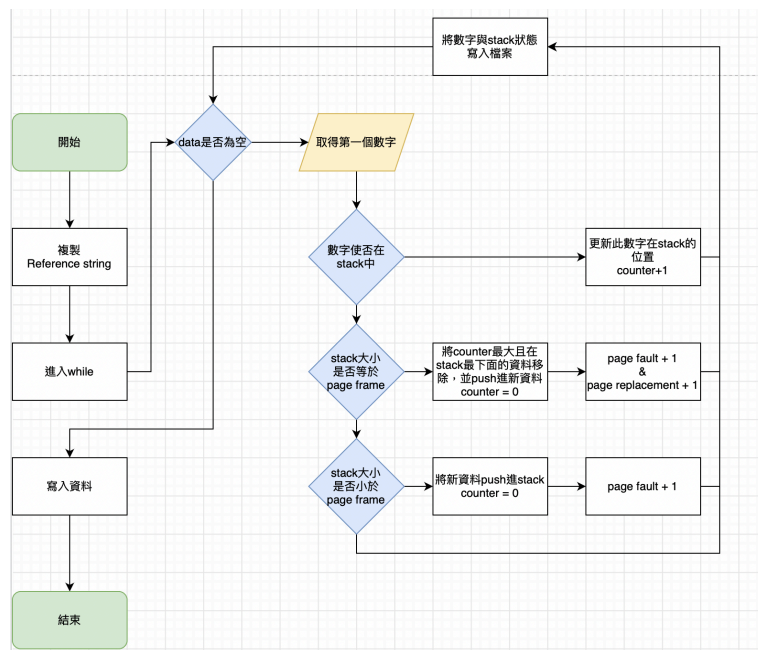 將數字與stack狀態
寫入檔案
開始
data是否為空
取得第一個數字
複製
Reference string
數字使否在
stack中
更新此數字在stack的
位置
counter+1
進入while
stack大小
是否等於
page frame
將counter最大且在
stack最下面的資料移
除，並push進新資料
counter = 0
page fault + 1
&
page replacement + 1
寫入資料
stack大小
是否小於
page frame
將新資料push進stack
counter = 0
page fault + 1
結束